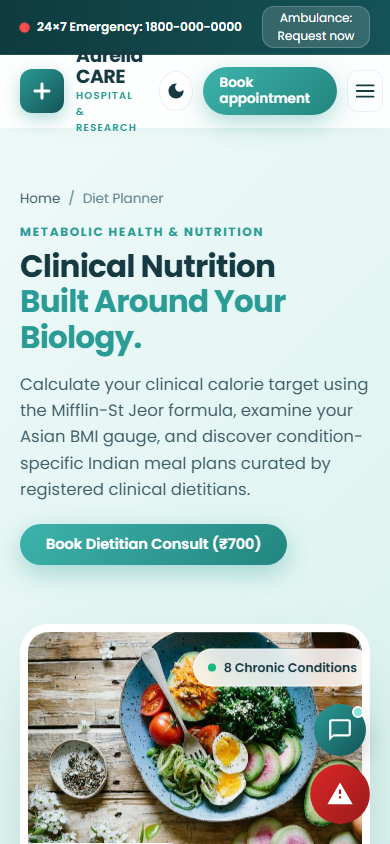 24×7 Emergency: 1800-000-0000
Ambulance:
Request now
Aurelia
CARE
HOSPITAL
&
RESEARCH
Book
appointment
Home / Diet Planner
METABOLIC HEALTH & NUTRITION
Clinical Nutrition
Built Around Your
Biology.
Calculate your clinical calorie target using
the Mifflin-St Jeor formula, examine your
Asian BMI gauge, and discover condition-
specific Indian meal plans curated by
registered clinical dietitians.
Book Dietitian Consult (₹700)
8 Chronic Conditions